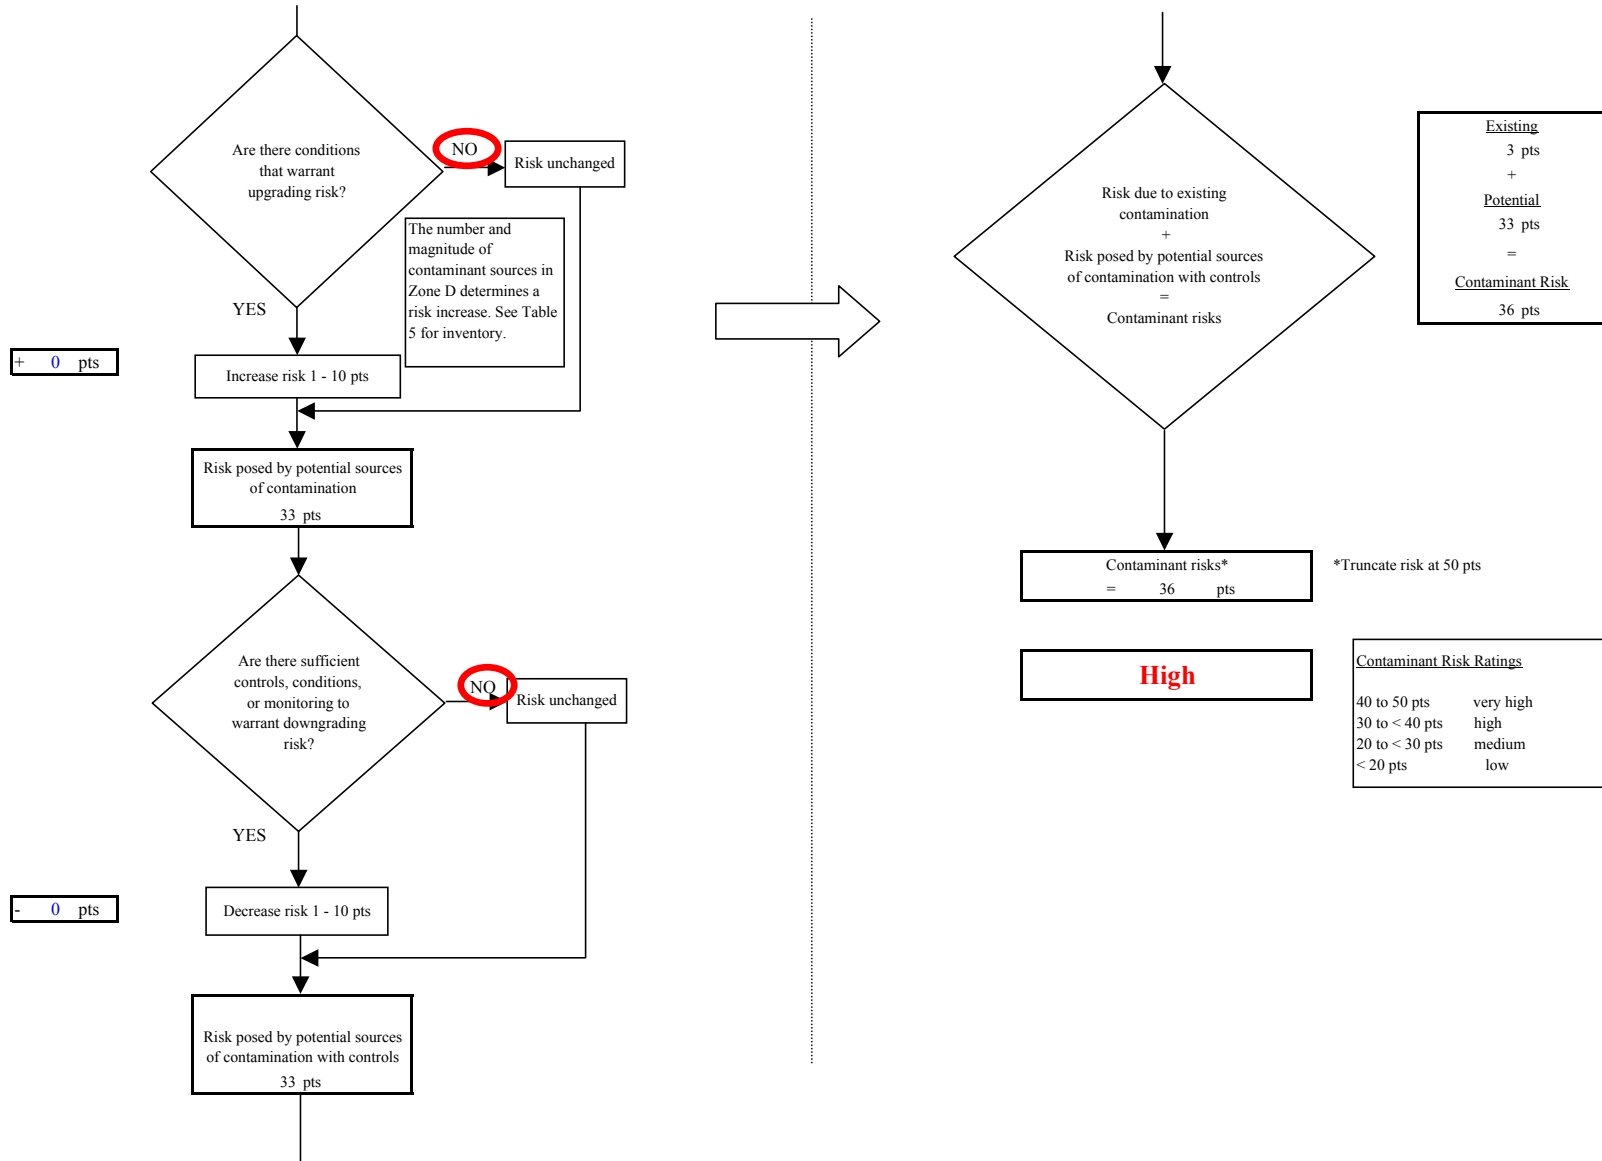 Are there conditions
that warrant
upgrading risk?
NO
Risk unchanged
The number and
magnitude of
contaminant sources in
Zone D determines a
risk increase. See Table
5 for inventory.
YES
+ 0 pts
Increase risk 1 - 10 pts
Risk posed by potential sources
of contamination
33 pts
Are there sufficient
controls, conditions,
or monitoring to
warrant downgrading
risk?
NO
Risk unchanged
YES
- 0 pts
Decrease risk 1 - 10 pts
Risk posed by potential sources
of contamination with controls
33 pts
Risk due to existing
contamination
+
Risk posed by potential sources
of contamination with controls
=
Contaminant risks
Existing
3 pts
+
Potential
33 pts
=
Contaminant Risk
36 pts
Contaminant risks*
= 36 pts
*Truncate risk at 50 pts
High
Contaminant Risk Ratings
40 to 50 pts very high
30 to < 40 pts high
20 to < 30 pts medium
< 20 pts low